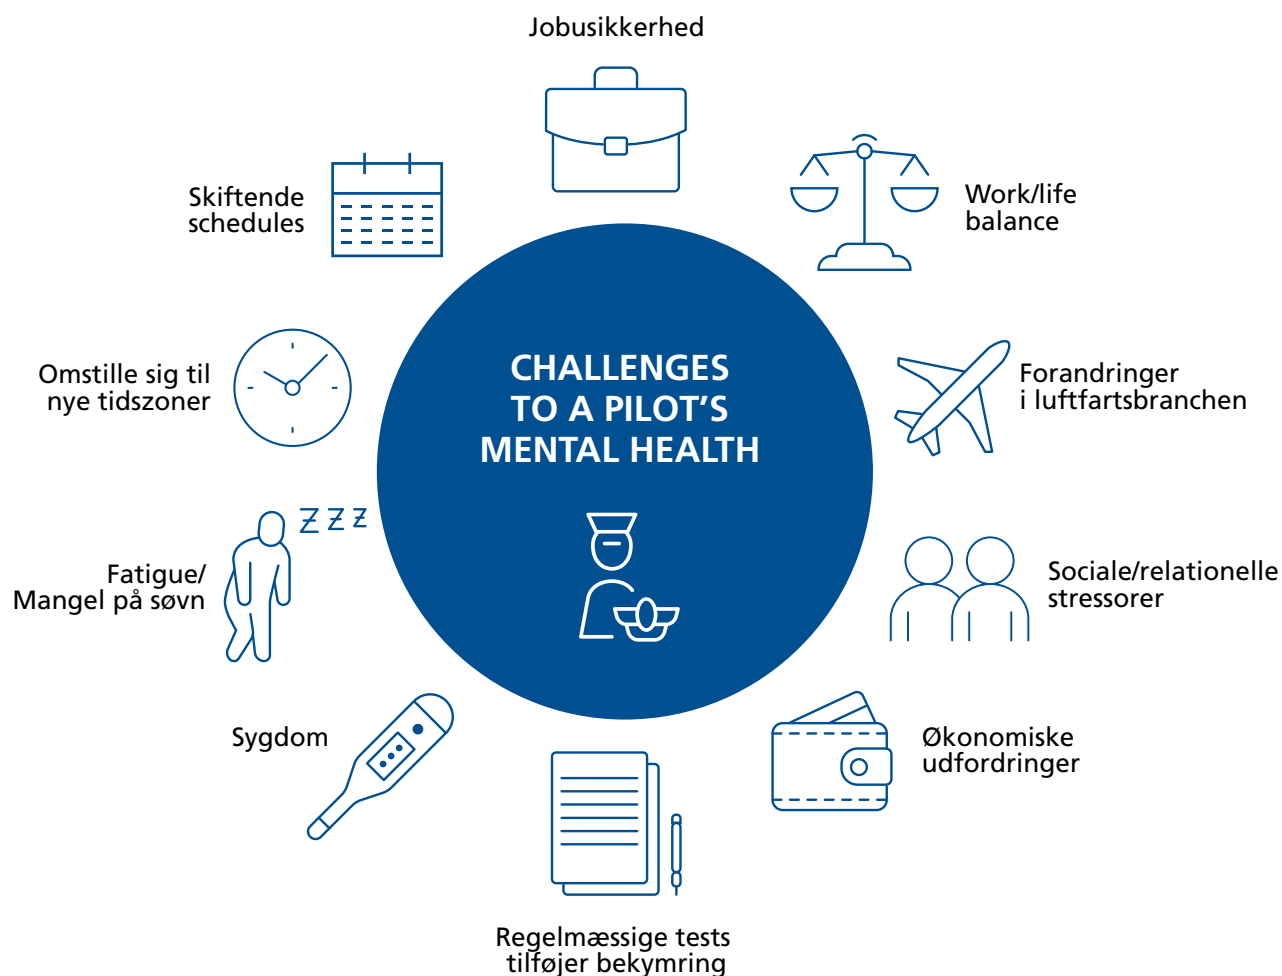 Jobusikkerhed
Work/life
balance
Forandringer
i luftfartsbranchen
Sociale/relationelle
stressorer
Økonomiske
udfordringer
Regelmæssige tests
tilføjer bekymring
Sygdom
Fatigue/
Mangel på søvn
Z Z Z
Omstille sig til
nye tidszoner
Skiftende
schedules
CHALLENGES
TO A PILOT’S
MENTAL HEALTH